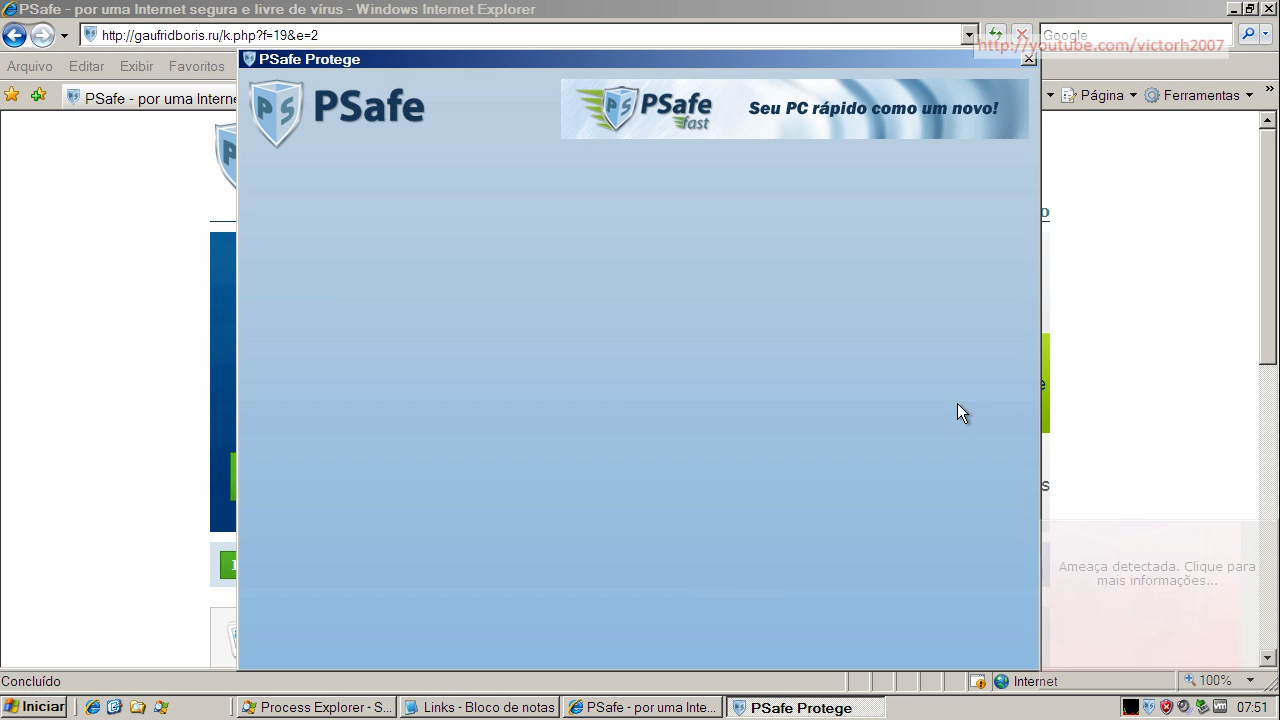 PSafe - por uma Internet segura e livre de vírus - Windows Internet Explorer
http://gaufridboris.ru/k.php?f=19&e=2
Google
http://youtube.com/victorh2007
Arquivo Editar Exibir Favoritos
PSafe Protege
PSafe - por uma Interne
Página Ferramentas
PS PSafe
PS PSafe fast Seu PC rápido como um novo!
o
e
s
Ameaça detectada. Clique para
mais informações...
Concluído
Internet
100%
Iniciar
Process Explorer - S...
Links - Bloco de notas
PSafe - por uma Inte...
PSafe Protege
07:51